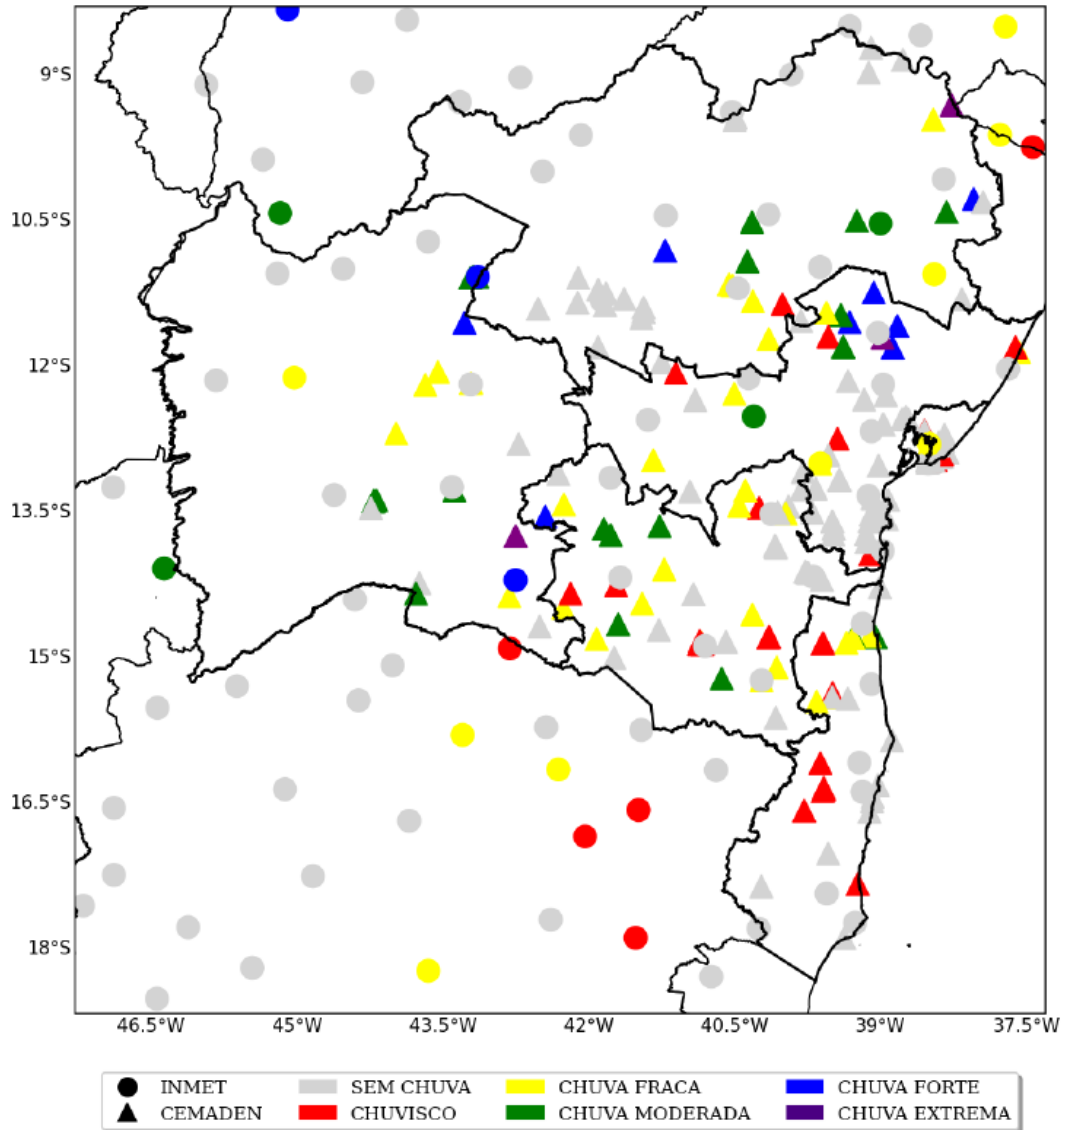 9°S
10.5°S
12°S
13.5°S
15°S
16.5°S
18°S
46.5°W 45°W 43.5°W 42°W 40.5°W 39°W 37.5°W
INMET SEM CHUVA CHUVA FRACA CHUVA FORTE
CEMADEN CHUVISCO CHUVA MODERADA CHUVA EXTREMA